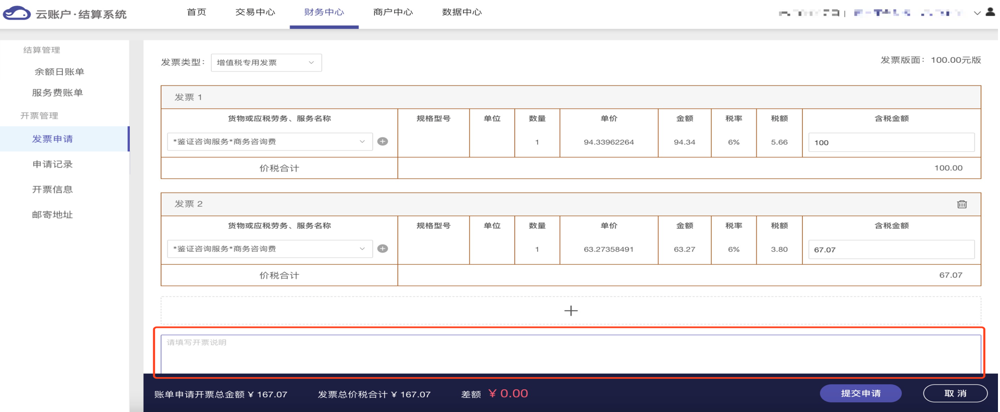 云账户·结算系统
首页 交易中心 财务中心 商户中心 数据中心
结算管理
余额日账单
服务费账单
开票管理
发票申请
申请记录
开票信息
邮寄地址
发票类型： 增值税专用发票
发票版面： 100.00元版
发票 1
货物或应税劳务、服务名称 规格型号 单位 数量 单价 金额 税率 税额 含税金额
*鉴证咨询服务*商务咨询费 1 94.33962264 94.34 6% 5.66 100
价税合计 100.00
发票 2
货物或应税劳务、服务名称 规格型号 单位 数量 单价 金额 税率 税额 含税金额
*鉴证咨询服务*商务咨询费 1 63.27358491 63.27 6% 3.80 67.07
价税合计 67.07
请填写开票说明
账单申请开票总金额 ¥ 167.07 发票总价税合计 ¥ 167.07 差额 ¥ 0.00 提交申请 取 消